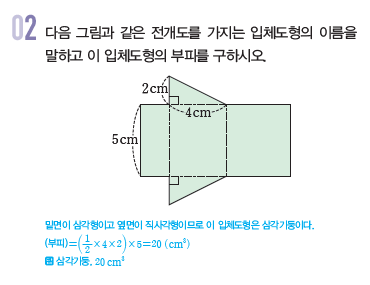 02 다음 그림과 같은 전개도를 가지는 입체도형의 이름을
말하고 이 입체도형의 부피를 구하시오.
2cm
4cm
5cm
밑면이 삼각형이고 옆면이 직사각형이므로 이 입체도형은 삼각기둥이다.
(부피)=(1/2×4×2)×5=20 (cm³)
답 삼각기둥, 20 cm³